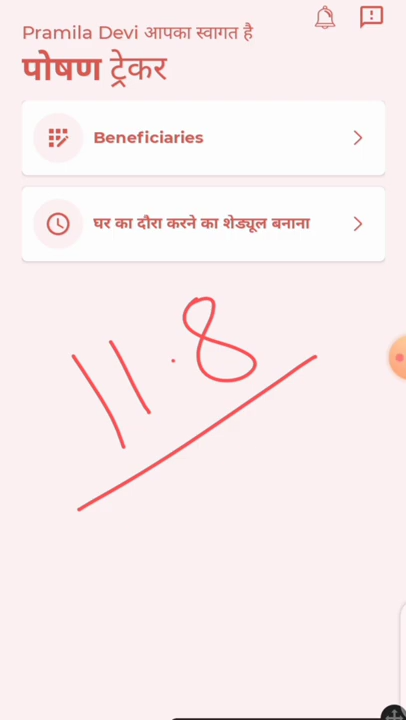 Pramila Devi आपका स्वागत है
पोषण ट्रेकर
Beneficiaries
घर का दौरा करने का शेड्यूल बनाना
11.8